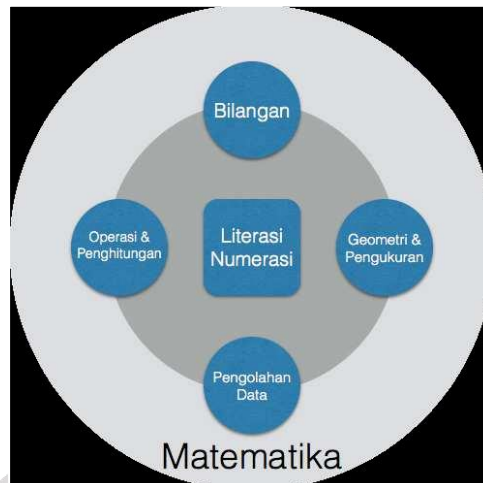 Bilangan
Operasi &
Penghitungan
Literasi
Numerasi
Geometri &
Pengukuran
Pengolahan
Data
Matematika